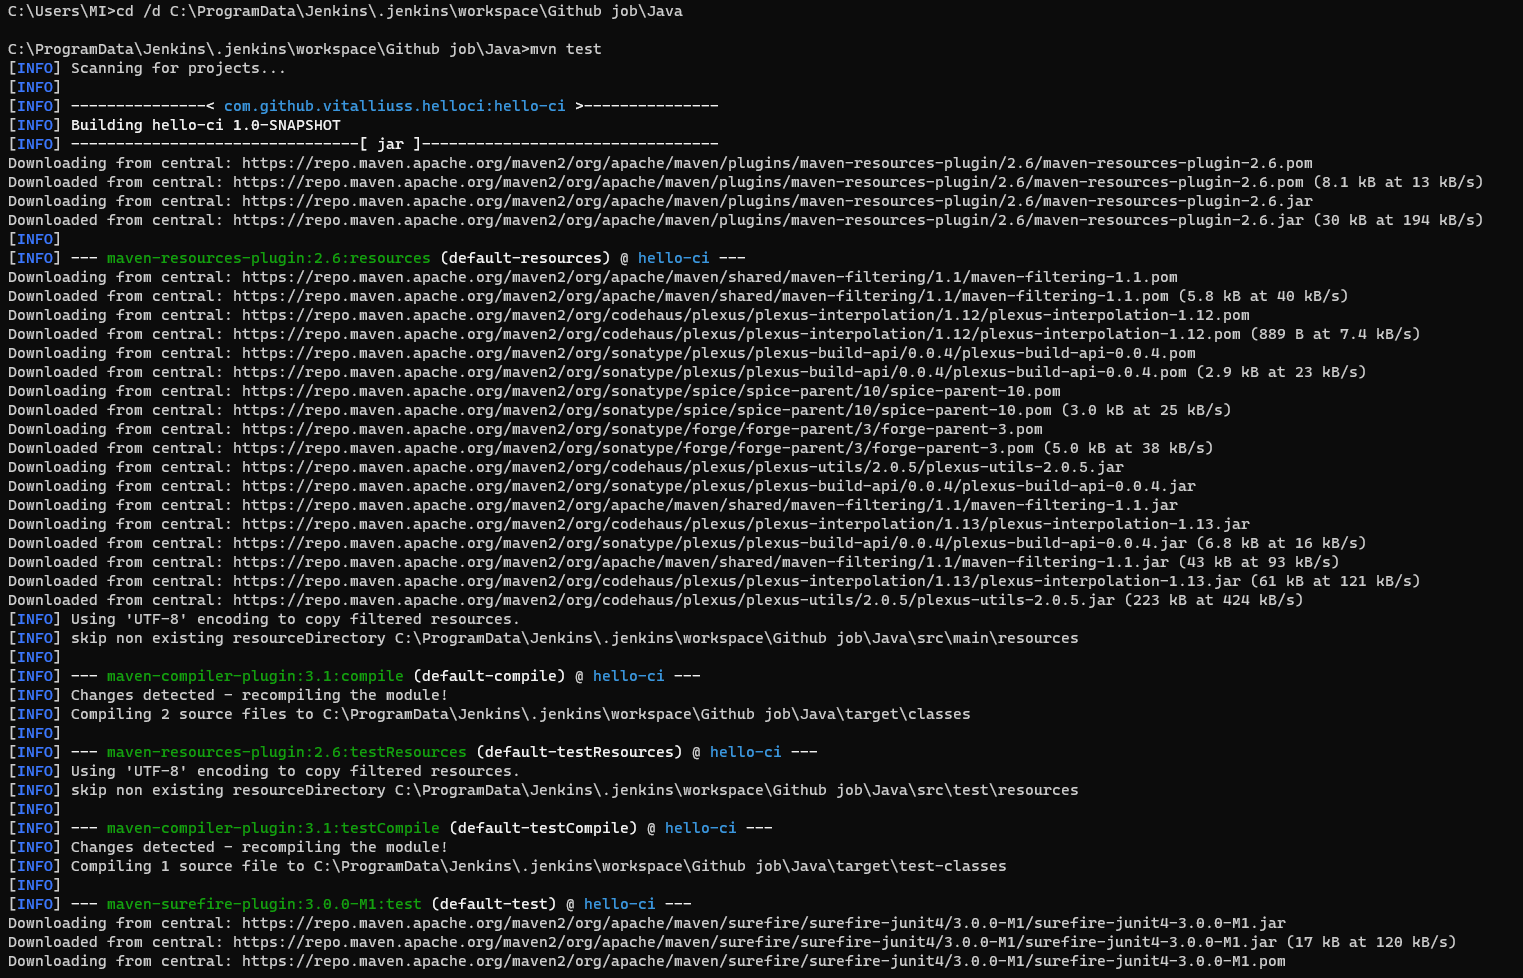 C:\Users\MI>cd /d C:\ProgramData\Jenkins\.jenkins\workspace\Github job\Java
C:\ProgramData\Jenkins\.jenkins\workspace\Github job\Java>mvn test
[INFO] Scanning for projects...
[INFO]
[INFO] ---------------< com.github.vitalliuss.helloci:hello-ci >---------------
[INFO] Building hello-ci 1.0-SNAPSHOT
[INFO] --------------------------------[ jar ]---------------------------------
Downloading from central: https://repo.maven.apache.org/maven2/org/apache/maven/plugins/maven-resources-plugin/2.6/maven-resources-plugin-2.6.pom
Downloaded from central: https://repo.maven.apache.org/maven2/org/apache/maven/plugins/maven-resources-plugin/2.6/maven-resources-plugin-2.6.pom (8.1 kB at 13 kB/s)
Downloading from central: https://repo.maven.apache.org/maven2/org/apache/maven/plugins/maven-resources-plugin/2.6/maven-resources-plugin-2.6.jar
Downloaded from central: https://repo.maven.apache.org/maven2/org/apache/maven/plugins/maven-resources-plugin/2.6/maven-resources-plugin-2.6.jar (30 kB at 194 kB/s)
[INFO]
[INFO] --- maven-resources-plugin:2.6:resources (default-resources) @ hello-ci ---
Downloading from central: https://repo.maven.apache.org/maven2/org/apache/maven/shared/maven-filtering/1.1/maven-filtering-1.1.pom
Downloaded from central: https://repo.maven.apache.org/maven2/org/apache/maven/shared/maven-filtering/1.1/maven-filtering-1.1.pom (5.8 kB at 40 kB/s)
Downloading from central: https://repo.maven.apache.org/maven2/org/codehaus/plexus/plexus-interpolation/1.12/plexus-interpolation-1.12.pom
Downloaded from central: https://repo.maven.apache.org/maven2/org/codehaus/plexus/plexus-interpolation/1.12/plexus-interpolation-1.12.pom (889 B at 7.4 kB/s)
Downloading from central: https://repo.maven.apache.org/maven2/org/sonatype/plexus/plexus-build-api/0.0.4/plexus-build-api-0.0.4.pom
Downloaded from central: https://repo.maven.apache.org/maven2/org/sonatype/plexus/plexus-build-api/0.0.4/plexus-build-api-0.0.4.pom (2.9 kB at 23 kB/s)
Downloading from central: https://repo.maven.apache.org/maven2/org/sonatype/spice/spice-parent/10/spice-parent-10.pom
Downloaded from central: https://repo.maven.apache.org/maven2/org/sonatype/spice/spice-parent/10/spice-parent-10.pom (3.0 kB at 25 kB/s)
Downloading from central: https://repo.maven.apache.org/maven2/org/sonatype/forge/forge-parent/3/forge-parent-3.pom
Downloaded from central: https://repo.maven.apache.org/maven2/org/sonatype/forge/forge-parent/3/forge-parent-3.pom (5.0 kB at 38 kB/s)
Downloading from central: https://repo.maven.apache.org/maven2/org/codehaus/plexus/plexus-utils/2.0.5/plexus-utils-2.0.5.jar
Downloading from central: https://repo.maven.apache.org/maven2/org/sonatype/plexus/plexus-build-api/0.0.4/plexus-build-api-0.0.4.jar
Downloading from central: https://repo.maven.apache.org/maven2/org/apache/maven/shared/maven-filtering/1.1/maven-filtering-1.1.jar
Downloading from central: https://repo.maven.apache.org/maven2/org/codehaus/plexus/plexus-interpolation/1.13/plexus-interpolation-1.13.jar
Downloaded from central: https://repo.maven.apache.org/maven2/org/sonatype/plexus/plexus-build-api/0.0.4/plexus-build-api-0.0.4.jar (6.8 kB at 16 kB/s)
Downloaded from central: https://repo.maven.apache.org/maven2/org/apache/maven/shared/maven-filtering/1.1/maven-filtering-1.1.jar (43 kB at 93 kB/s)
Downloaded from central: https://repo.maven.apache.org/maven2/org/codehaus/plexus/plexus-interpolation/1.13/plexus-interpolation-1.13.jar (61 kB at 121 kB/s)
Downloaded from central: https://repo.maven.apache.org/maven2/org/codehaus/plexus/plexus-utils/2.0.5/plexus-utils-2.0.5.jar (223 kB at 424 kB/s)
[INFO] Using 'UTF-8' encoding to copy filtered resources.
[INFO] skip non existing resourceDirectory C:\ProgramData\Jenkins\.jenkins\workspace\Github job\Java\src\main\resources
[INFO]
[INFO] --- maven-compiler-plugin:3.1:compile (default-compile) @ hello-ci ---
[INFO] Changes detected - recompiling the module!
[INFO] Compiling 2 source files to C:\ProgramData\Jenkins\.jenkins\workspace\Github job\Java\target\classes
[INFO]
[INFO] --- maven-resources-plugin:2.6:testResources (default-testResources) @ hello-ci ---
[INFO] Using 'UTF-8' encoding to copy filtered resources.
[INFO] skip non existing resourceDirectory C:\ProgramData\Jenkins\.jenkins\workspace\Github job\Java\src\test\resources
[INFO]
[INFO] --- maven-compiler-plugin:3.1:testCompile (default-testCompile) @ hello-ci ---
[INFO] Changes detected - recompiling the module!
[INFO] Compiling 1 source file to C:\ProgramData\Jenkins\.jenkins\workspace\Github job\Java\target\test-classes
[INFO]
[INFO] --- maven-surefire-plugin:3.0.0-M1:test (default-test) @ hello-ci ---
Downloading from central: https://repo.maven.apache.org/maven2/org/apache/maven/surefire/surefire-junit4/3.0.0-M1/surefire-junit4-3.0.0-M1.jar
Downloaded from central: https://repo.maven.apache.org/maven2/org/apache/maven/surefire/surefire-junit4/3.0.0-M1/surefire-junit4-3.0.0-M1.jar (17 kB at 120 kB/s)
Downloading from central: https://repo.maven.apache.org/maven2/org/apache/maven/surefire/surefire-junit4/3.0.0-M1/surefire-junit4-3.0.0-M1.pom